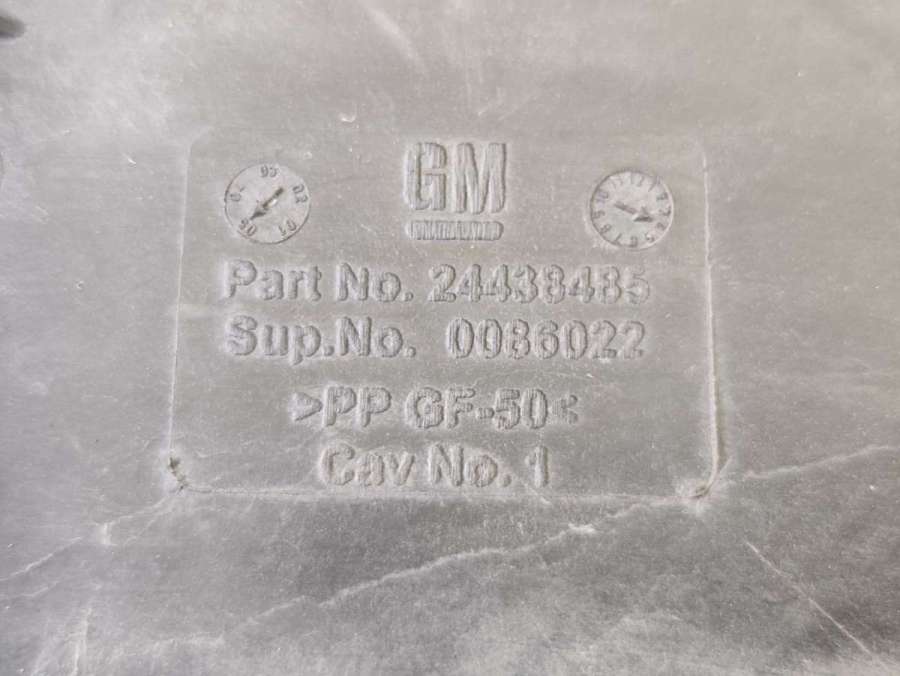 GM
Part No. 24438485
Sup.No. 0086022
>PP GF-50<
Cav No. 1